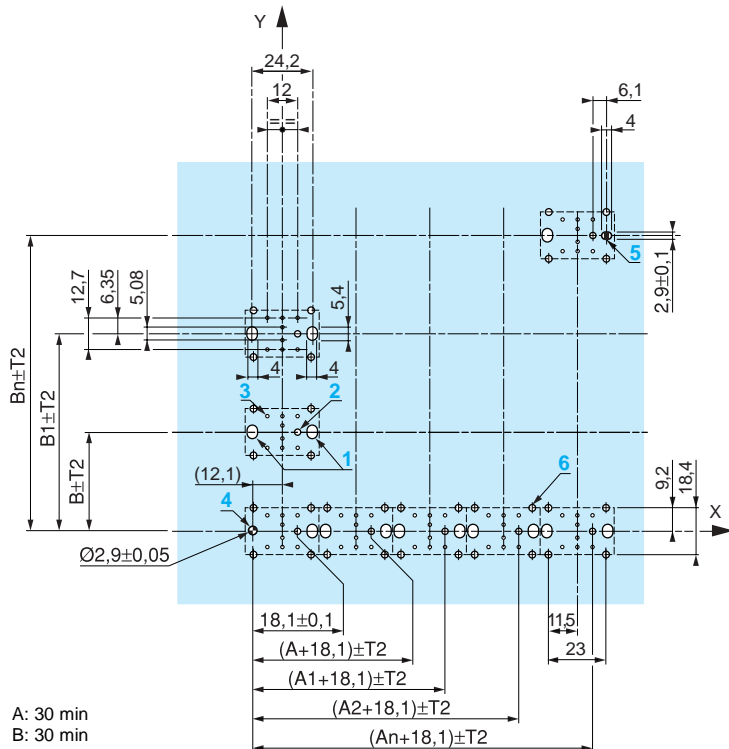 Y
24,2
12
= =
6,1
4
5
2,9±0,1
12,7
6,35
5,08
5,4
4
4
3
2
1
Bn±T2
B1±T2
B±T2
(12,1)
4
6
9,2
18,4
X
Ø2,9±0,05
18,1±0,1
11,5
23
(A+18,1)±T2
(A1+18,1)±T2
(A2+18,1)±T2
(An+18,1)±T2
A: 30 min
B: 30 min